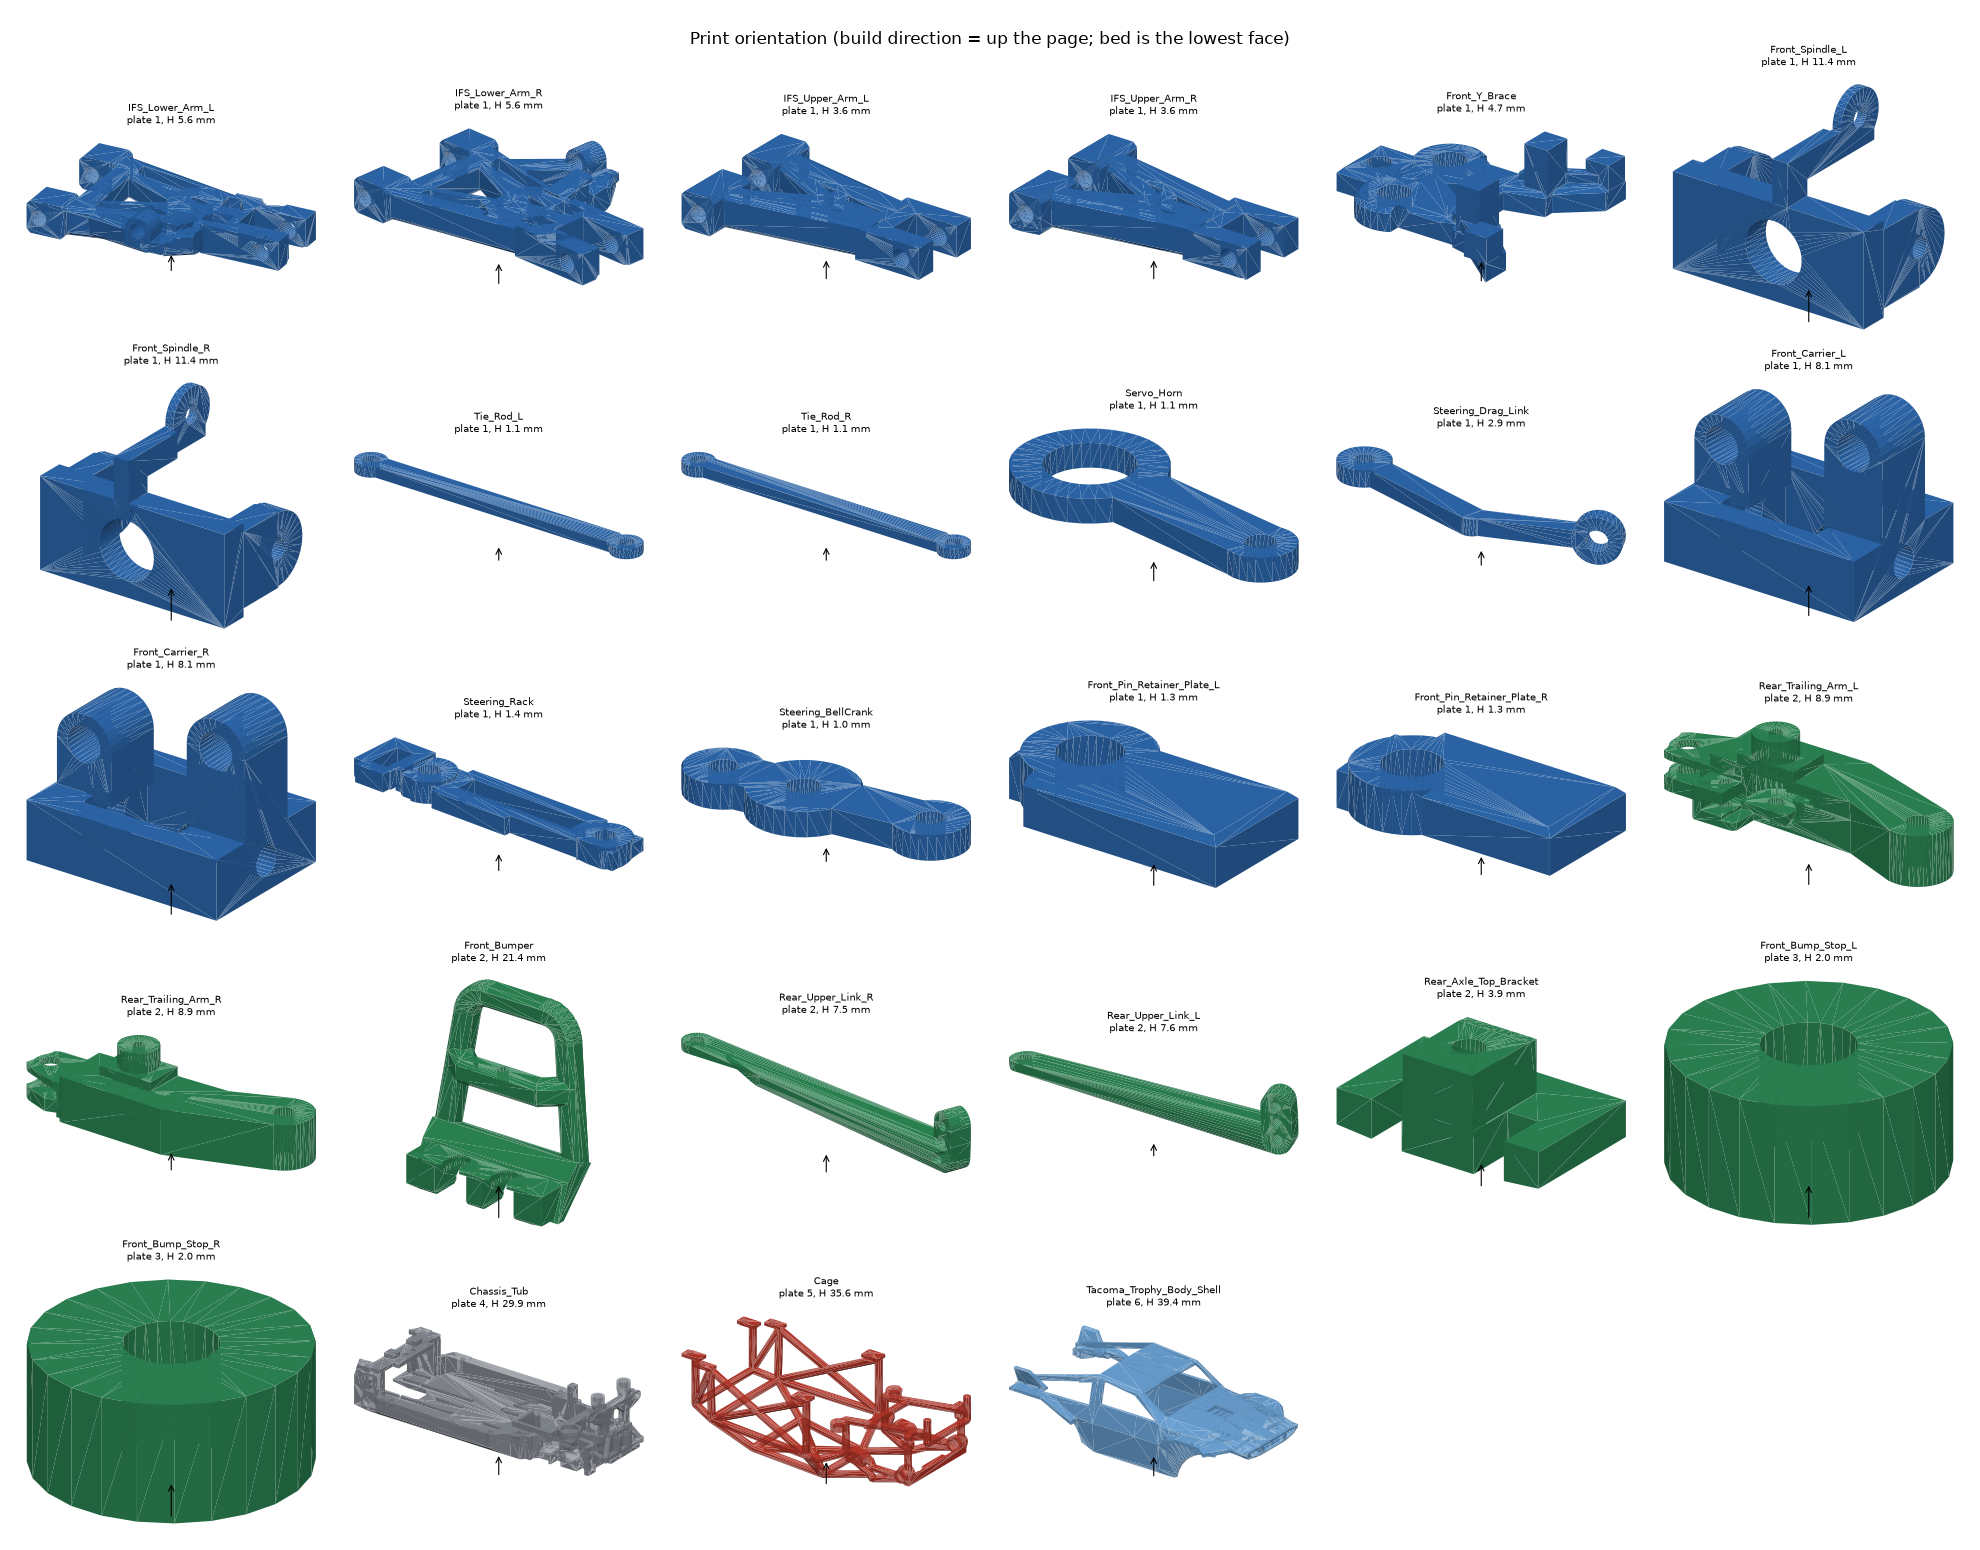 Print orientation (build direction = up the page; bed is the lowest face)
IFS_Lower_Arm_L
plate 1, H 5.6 mm
IFS_Lower_Arm_R
plate 1, H 5.6 mm
IFS_Upper_Arm_L
plate 1, H 3.6 mm
IFS_Upper_Arm_R
plate 1, H 3.6 mm
Front_Y_Brace
plate 1, H 4.7 mm
Front_Spindle_L
plate 1, H 11.4 mm
Front_Spindle_R
plate 1, H 11.4 mm
Tie_Rod_L
plate 1, H 1.1 mm
Tie_Rod_R
plate 1, H 1.1 mm
Servo_Horn
plate 1, H 1.1 mm
Steering_Drag_Link
plate 1, H 2.9 mm
Front_Carrier_L
plate 1, H 8.1 mm
Front_Carrier_R
plate 1, H 8.1 mm
Steering_Rack
plate 1, H 1.4 mm
Steering_BellCrank
plate 1, H 1.0 mm
Front_Pin_Retainer_Plate_L
plate 1, H 1.3 mm
Front_Pin_Retainer_Plate_R
plate 1, H 1.3 mm
Rear_Trailing_Arm_L
plate 2, H 8.9 mm
Rear_Trailing_Arm_R
plate 2, H 8.9 mm
Front_Bumper
plate 2, H 21.4 mm
Rear_Upper_Link_R
plate 2, H 7.5 mm
Rear_Upper_Link_L
plate 2, H 7.6 mm
Rear_Axle_Top_Bracket
plate 2, H 3.9 mm
Front_Bump_Stop_L
plate 3, H 2.0 mm
Front_Bump_Stop_R
plate 3, H 2.0 mm
Chassis_Tub
plate 4, H 29.9 mm
Cage
plate 5, H 35.6 mm
Tacoma_Trophy_Body_Shell
plate 6, H 39.4 mm